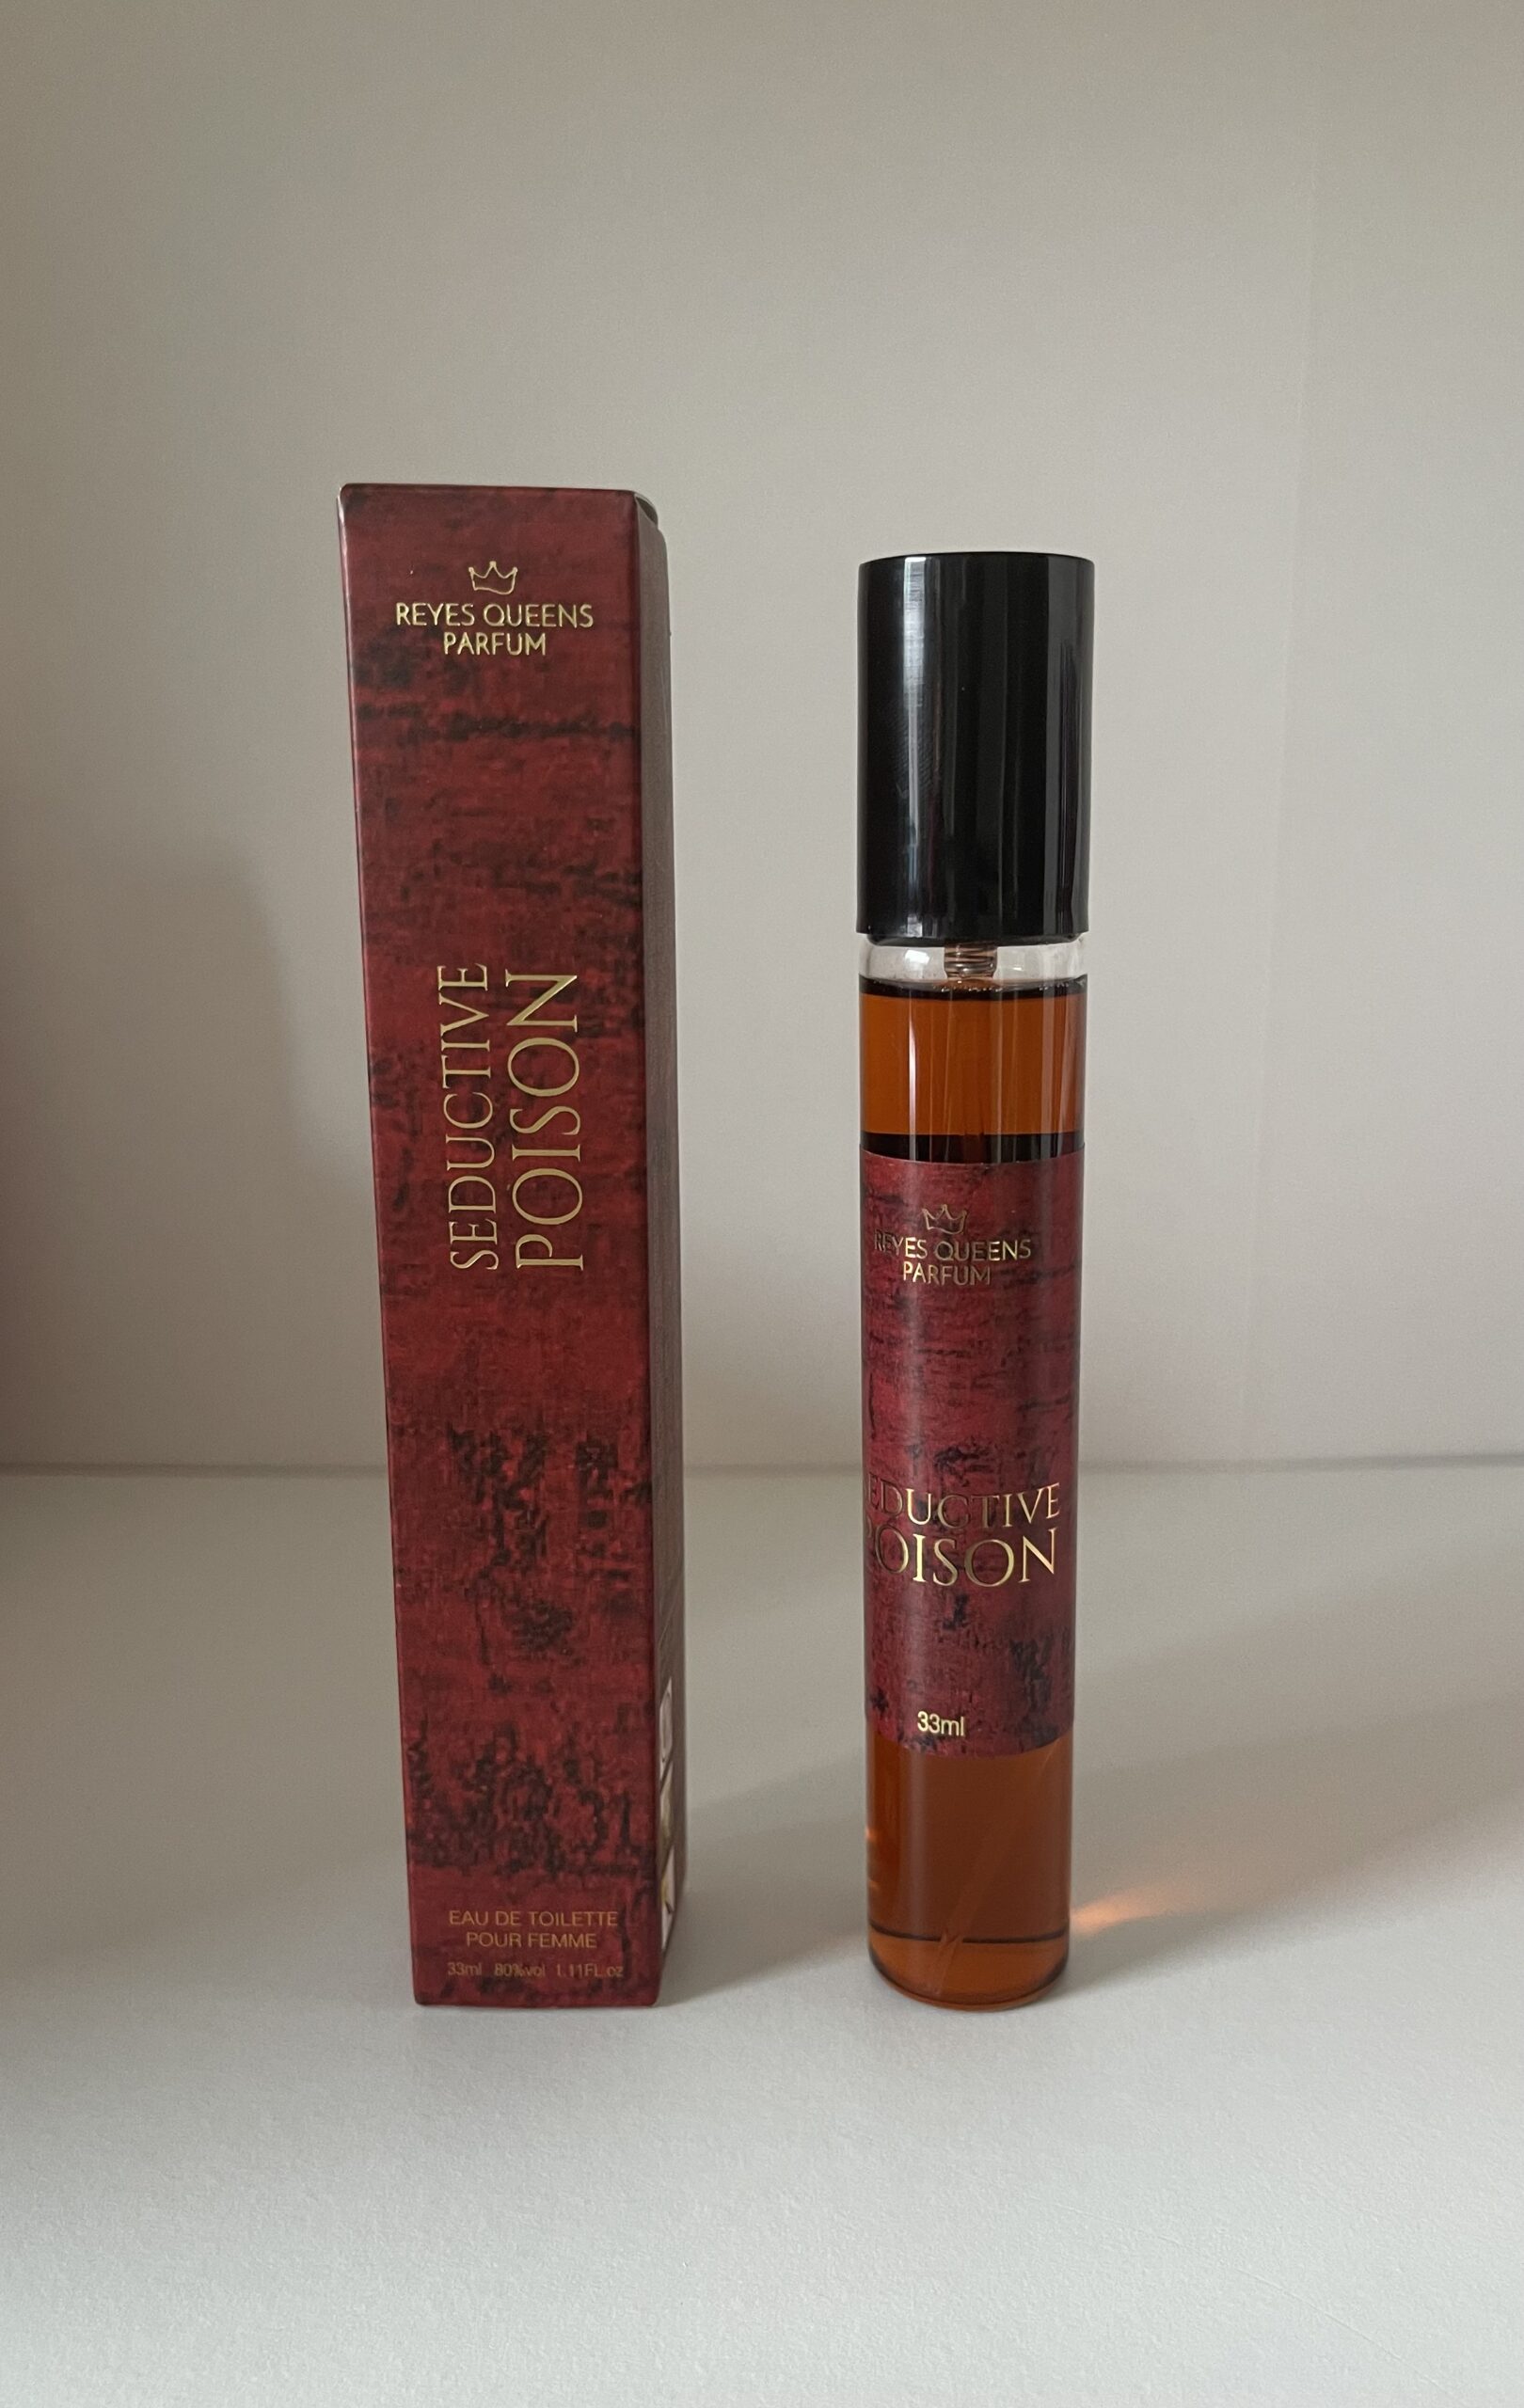 REYES QUEENS
PARFUM
SEDUCTIVE
POISON
EAU DE TOILETTE
POUR FEMME
33ml 80%vol 1.11FL.oz
REYES QUEENS
PARFUM
EDUCTIVE
POISON
33ml